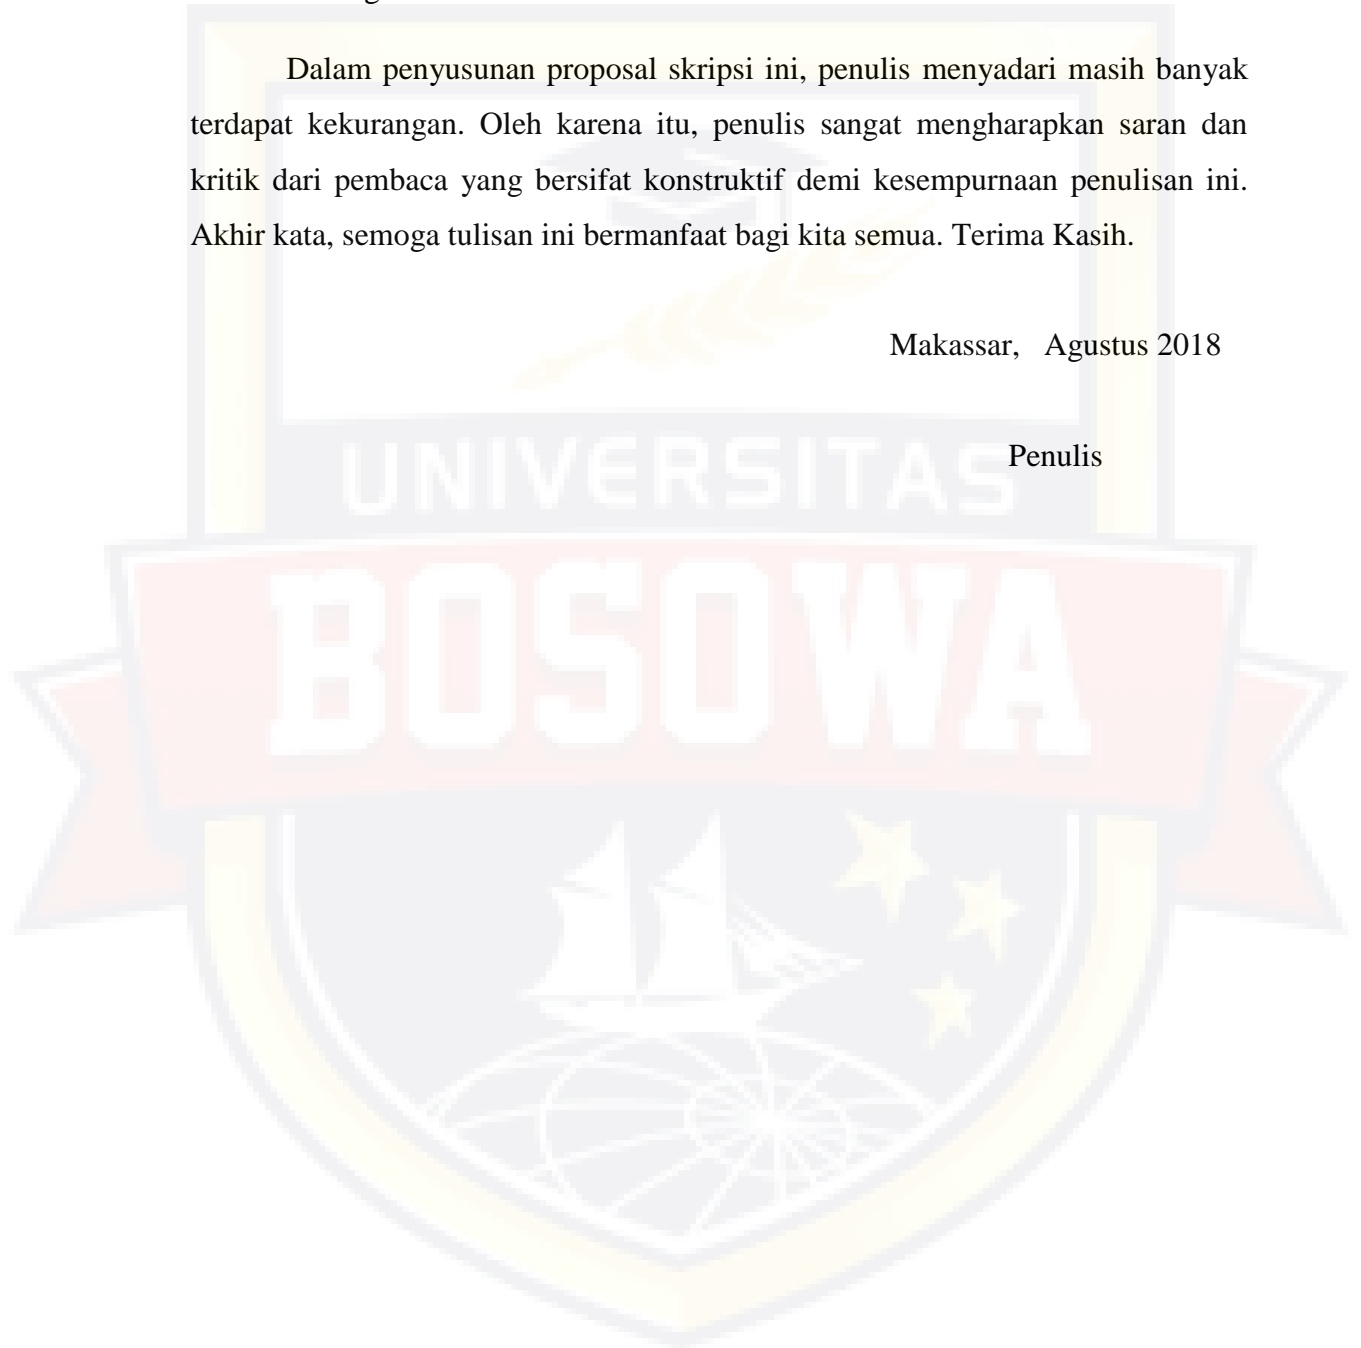 Dalam penyusunan proposal skripsi ini, penulis menyadari masih banyak
terdapat kekurangan. Oleh karena itu, penulis sangat mengharapkan saran dan
kritik dari pembaca yang bersifat konstruktif demi kesempurnaan penulisan ini.
Akhir kata, semoga tulisan ini bermanfaat bagi kita semua. Terima Kasih.
Makassar,   Agustus 2018
Penulis
UNIVERSITAS
BOSOWA